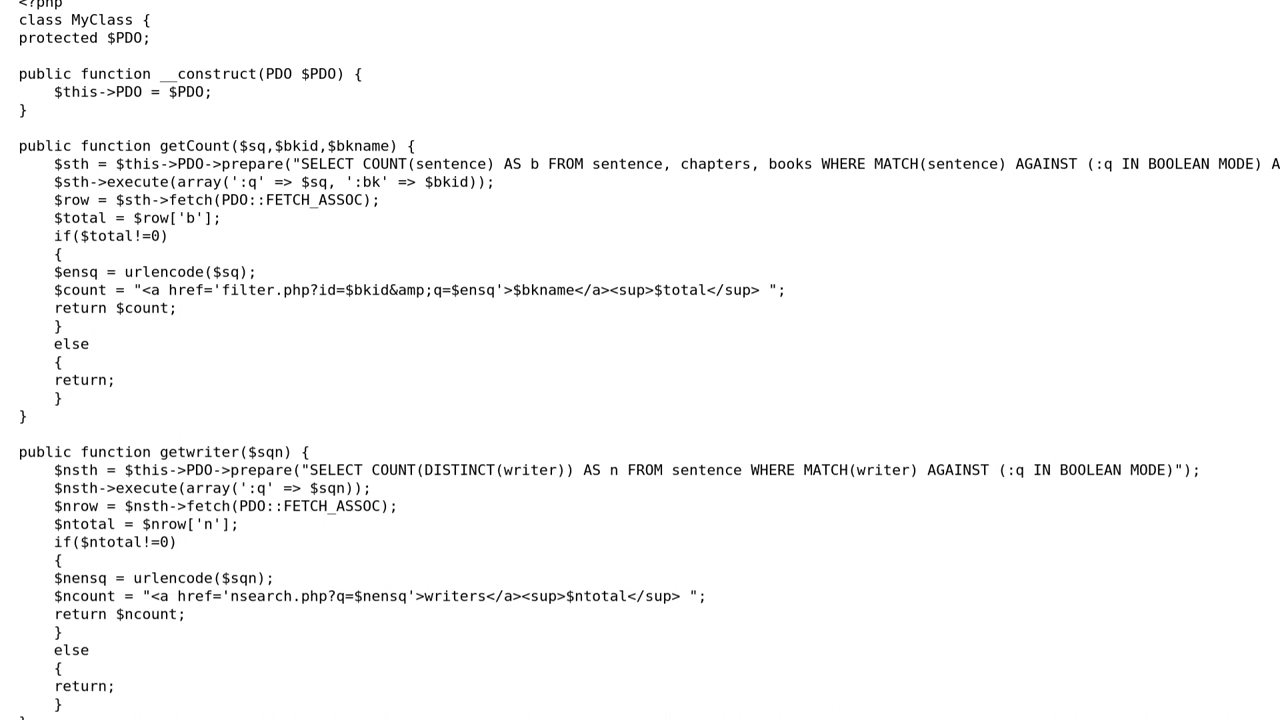 <?php
class MyClass {
protected $PDO;
public function __construct(PDO $PDO) {
$this->PDO = $PDO;
}
public function getCount($sq,$bkid,$bkname) {
$sth = $this->PDO->prepare("SELECT COUNT(sentence) AS b FROM sentence, chapters, books WHERE MATCH(sentence) AGAINST (:q IN BOOLEAN MODE) A
$sth->execute(array(':q' => $sq, ':bk' => $bkid));
$row = $sth->fetch(PDO::FETCH_ASSOC);
$total = $row['b'];
if($total!=0)
{
$ensq = urlencode($sq);
$count = "<a href='filter.php?id=$bkid&amp;q=$ensq'>$bkname</a><sup>$total</sup> ";
return $count;
}
else
{
return;
}
}
public function getwriter($sqn) {
$nsth = $this->PDO->prepare("SELECT COUNT(DISTINCT(writer)) AS n FROM sentence WHERE MATCH(writer) AGAINST (:q IN BOOLEAN MODE)");
$nsth->execute(array(':q' => $sqn));
$nrow = $nsth->fetch(PDO::FETCH_ASSOC);
$ntotal = $nrow['n'];
if($ntotal!=0)
{
$nensq = urlencode($sqn);
$ncount = "<a href='nsearch.php?q=$nensq'>writers</a><sup>$ntotal</sup> ";
return $ncount;
}
else
{
return;
}
}